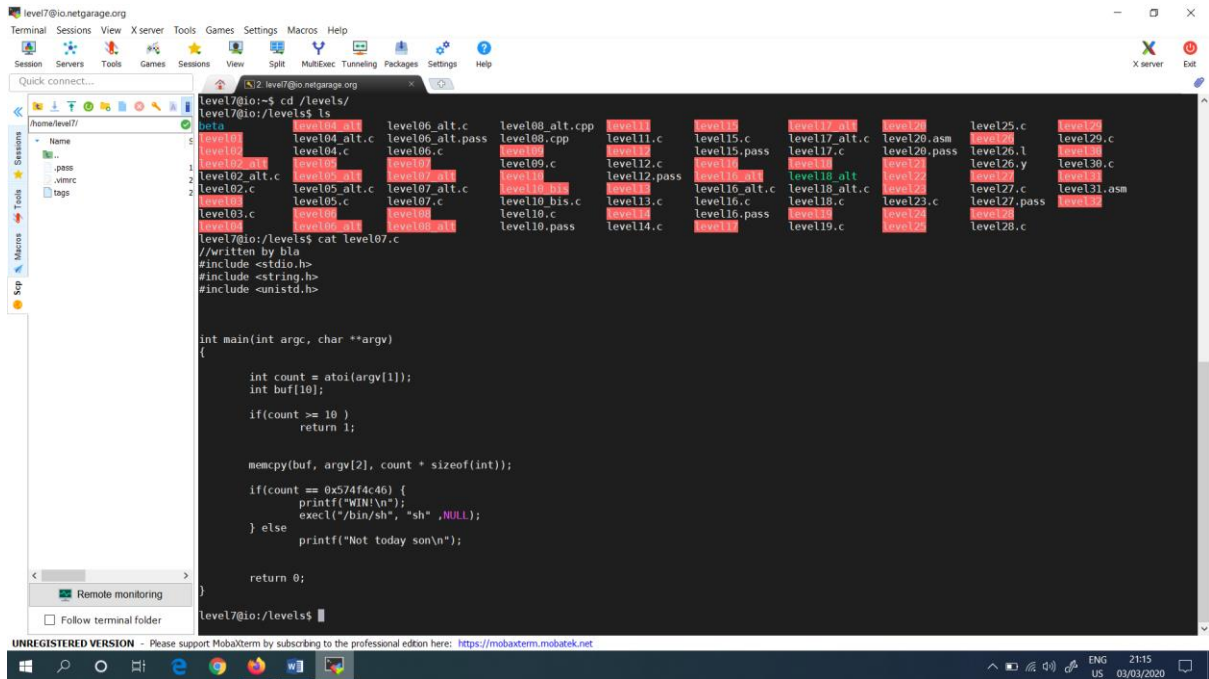 level7@io.netgarage.org
Terminal Sessions View X server Tools Games Settings Macros Help
Session Servers Tools Games Sessions View Split MultiExec Tunneling Packages Settings Help X server Exit
Quick connect...
2. level7@io.netgarage.org
/home/level7/
Name S
..
.pass 1
.vimrc 2
tags 2
Sessions
Tools
Macros
Scp
level7@io:~$ cd /levels/
level7@io:/levels$ ls
beta level04_alt level06_alt.c level08_alt.cpp level11 level15 level17_alt level20 level25.c level29
level01 level04_alt.c level06_alt.pass level08.cpp level11.c level15.c level17_alt.c level20.asm level26 level29.c
level02 level04.c level06.c level09 level12 level15.pass level17.c level20.pass level26.l level30
level02_alt level05 level07 level09.c level12.c level16 level18 level21 level26.y level30.c
level02_alt.c level05_alt level07_alt level10 level12.pass level16_alt level18_alt level22 level27 level31
level02.c level05_alt.c level07_alt.c level10_bis level13 level16_alt.c level18_alt.c level23 level27.c level31.asm
level03 level05.c level07.c level10_bis.c level13.c level16.c level18.c level23.c level27.pass level32
level03.c level06 level08 level10.c level14 level16.pass level19 level24 level28
level04 level06_alt level08_alt level10.pass level14.c level17 level19.c level25 level28.c
level7@io:/levels$ cat level07.c
//written by bla
#include <stdio.h>
#include <string.h>
#include <unistd.h>
int main(int argc, char **argv)
{
int count = atoi(argv[1]);
int buf[10];
if(count >= 10 )
return 1;
memcpy(buf, argv[2], count * sizeof(int));
if(count == 0x574f4c46) {
printf("WIN!\n");
execl("/bin/sh", "sh" ,NULL);
} else
printf("Not today son\n");
return 0;
}
level7@io:/levels$
Remote monitoring
Follow terminal folder
UNREGISTERED VERSION - Please support MobaXterm by subscribing to the professional edition here: https://mobaxterm.mobatek.net
ENG 21:15
US 03/03/2020